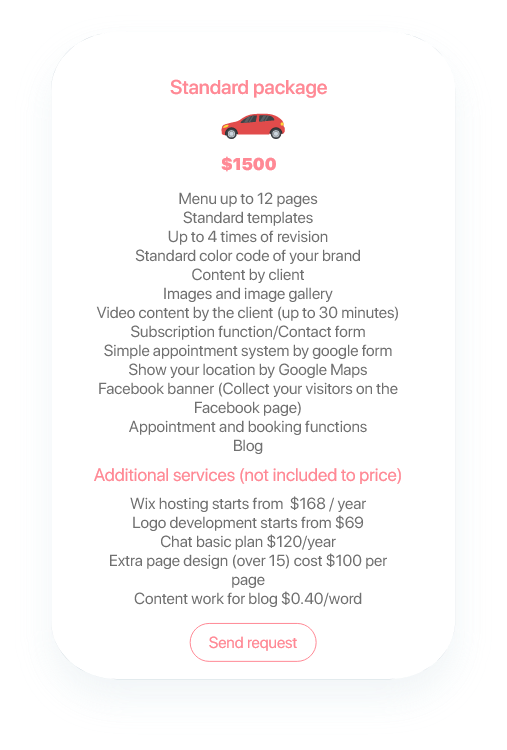 Standard package
$1500
Menu up to 12 pages
Standard templates
Up to 4 times of revision
Standard color code of your brand
Content by client
Images and image gallery
Video content by the client (up to 30 minutes)
Subscription function/Contact form
Simple appointment system by google form
Show your location by Google Maps
Facebook banner (Collect your visitors on the
Facebook page)
Appointment and booking functions
Blog
Additional services (not included to price)
Wix hosting starts from  $168 / year
Logo development starts from $69
Chat basic plan $120/year
Extra page design (over 15) cost $100 per
page
Content work for blog $0.40/word
Send request